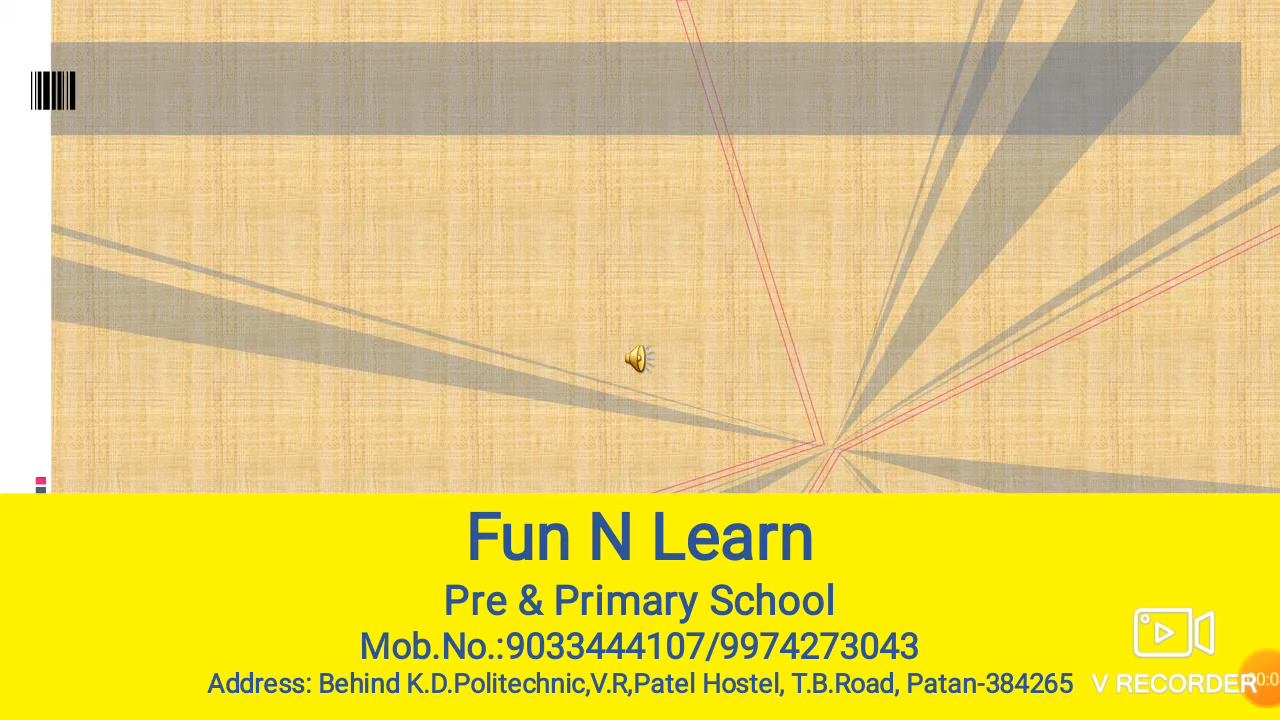 Fun N Learn
Pre & Primary School
Mob.No.:9033444107/9974273043
Address: Behind K.D.Politechnic,V.R,Patel Hostel, T.B.Road, Patan-384265
V RECORDER